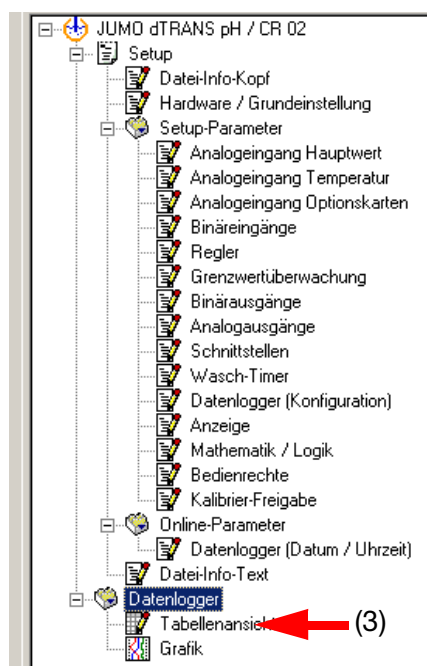 JUMO dTRANS pH / CR 02
Setup
Datei-Info-Kopf
Hardware / Grundeinstellung
Setup-Parameter
Analogeingang Hauptwert
Analogeingang Temperatur
Analogeingang Optionskarten
Binäreingänge
Regler
Grenzwertüberwachung
Binärausgänge
Analogausgänge
Schnittstellen
Wasch-Timer
Datenlogger (Konfiguration)
Anzeige
Mathematik / Logik
Bedienrechte
Kalibrier-Freigabe
Online-Parameter
Datenlogger (Datum / Uhrzeit)
Datei-Info-Text
Datenlogger
Tabellenansicht (3)
Grafik